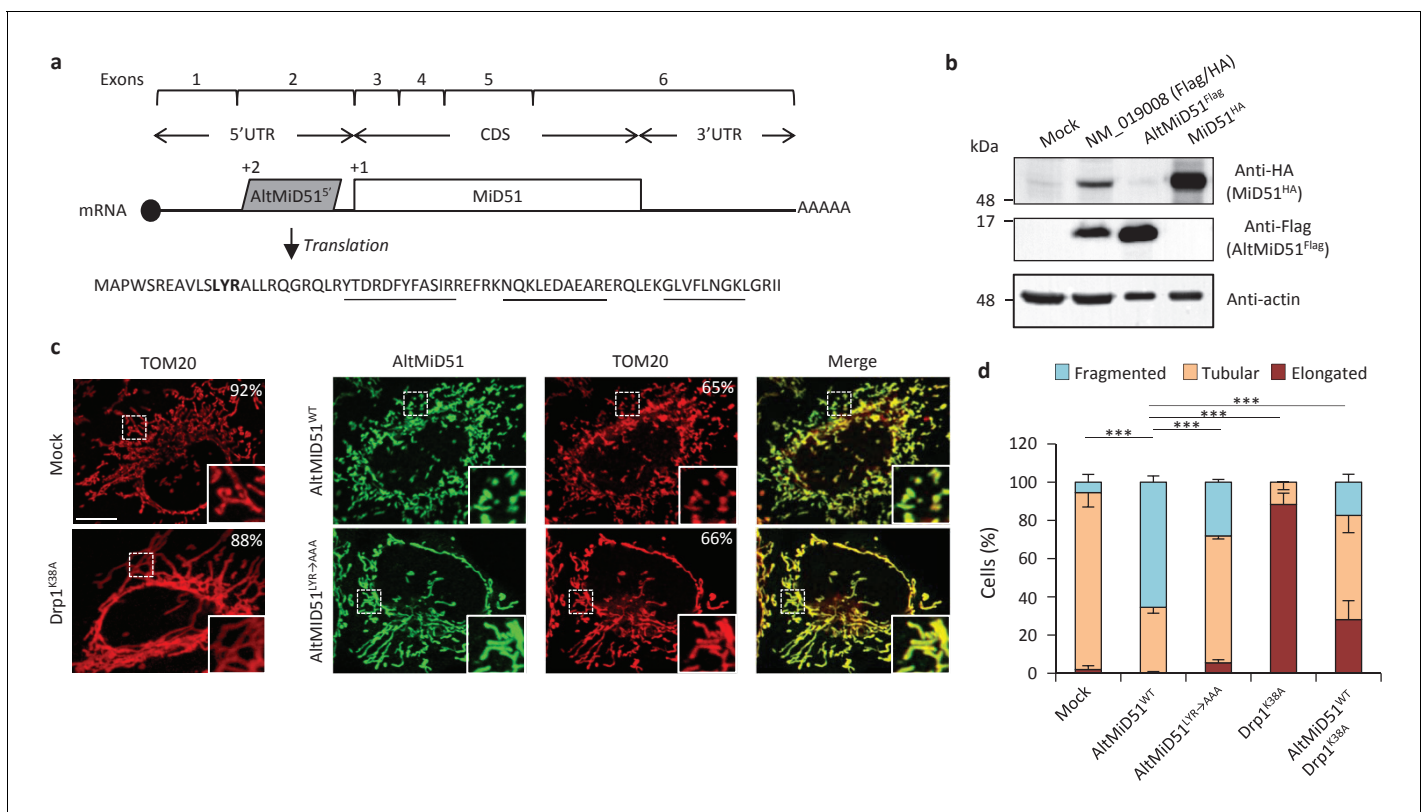 a
Exons 1 2 3 4 5 6
5’UTR CDS 3’UTR
+2 +1
mRNA AltMiD51⁵’ MiD51 AAAAA
Translation
MAPWSREAVLSLYRALLRQGRQLRYTDRDFYFASIRREFRKNQKLEDAEARERQLEKGLVFLNGKLGRII
b
Mock
NM_019008 (Flag/HA)
AltMiD51Flag
MiD51HA
kDa
48
Anti-HA
(MiD51HA)
17
Anti-Flag
(AltMiD51Flag)
48
Anti-actin
c
TOM20 AltMiD51 TOM20 Merge
Mock
92%
AltMID51WT
65%
Drp1K38A
88%
AltMID51LYR→AAA
66%
d
Fragmented Tubular Elongated
***
***
*** ***
Cells (%)
120
100
80
60
40
20
0
Mock
AltMiD51WT
AltMiD51LYR→AAA
Drp1K38A
AltMiD51WT
Drp1K38A